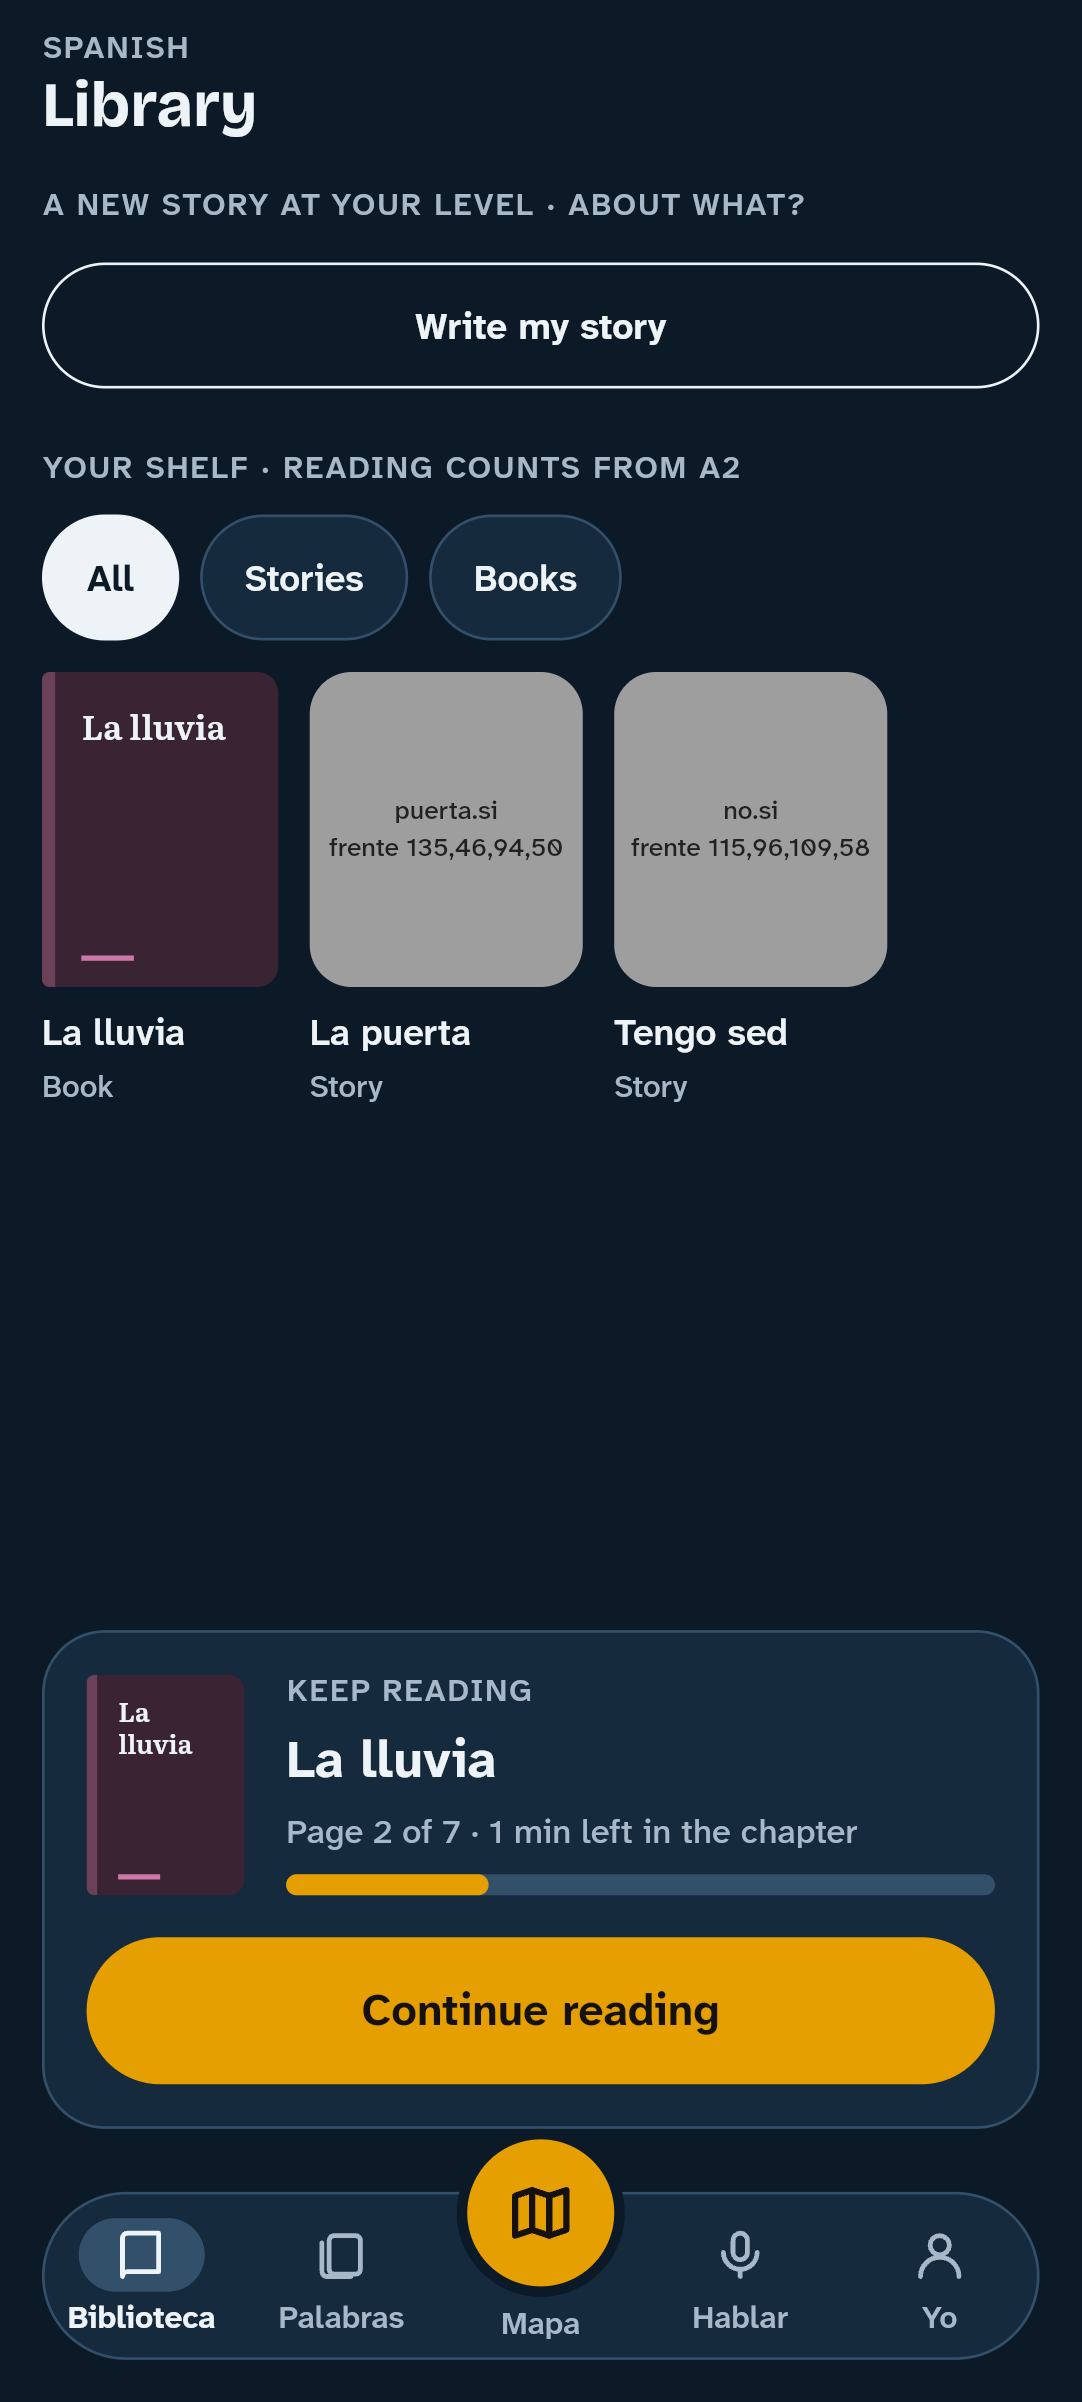 SPANISH
Library
A NEW STORY AT YOUR LEVEL · ABOUT WHAT?
Write my story
YOUR SHELF · READING COUNTS FROM A2
All
Stories
Books
La lluvia
puerta.si
frente 135,46,94,50
no.si
frente 115,96,109,58
La lluvia
Book
La puerta
Story
Tengo sed
Story
La
lluvia
KEEP READING
La lluvia
Page 2 of 7 · 1 min left in the chapter
Continue reading
Biblioteca
Palabras
Mapa
Hablar
Yo